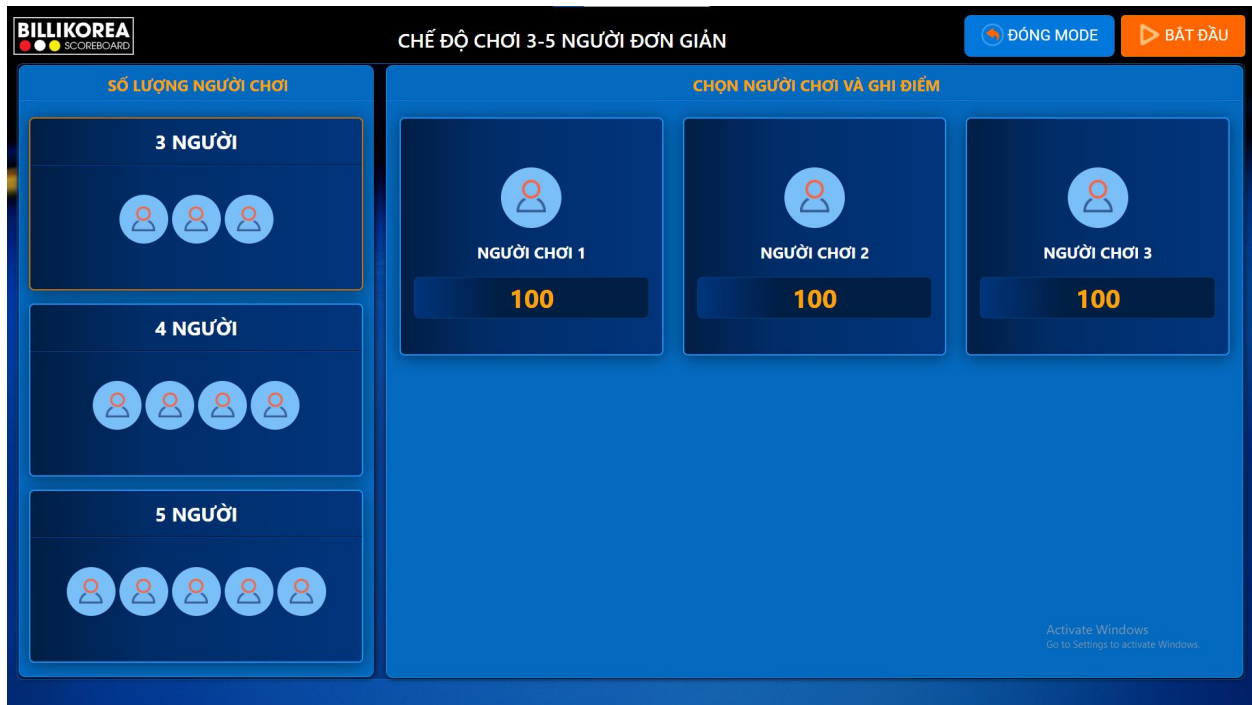 BILLIKOREA
SCOREBOARD
CHẾ ĐỘ CHƠI 3-5 NGƯỜI ĐƠN GIẢN
ĐÓNG MODE
BẮT ĐẦU
SỐ LƯỢNG NGƯỜI CHƠI
CHỌN NGƯỜI CHƠI VÀ GHI ĐIỂM
3 NGƯỜI
4 NGƯỜI
5 NGƯỜI
NGƯỜI CHƠI 1
NGƯỜI CHƠI 2
NGƯỜI CHƠI 3
100
100
100
Activate Windows
Go to Settings to activate Windows.